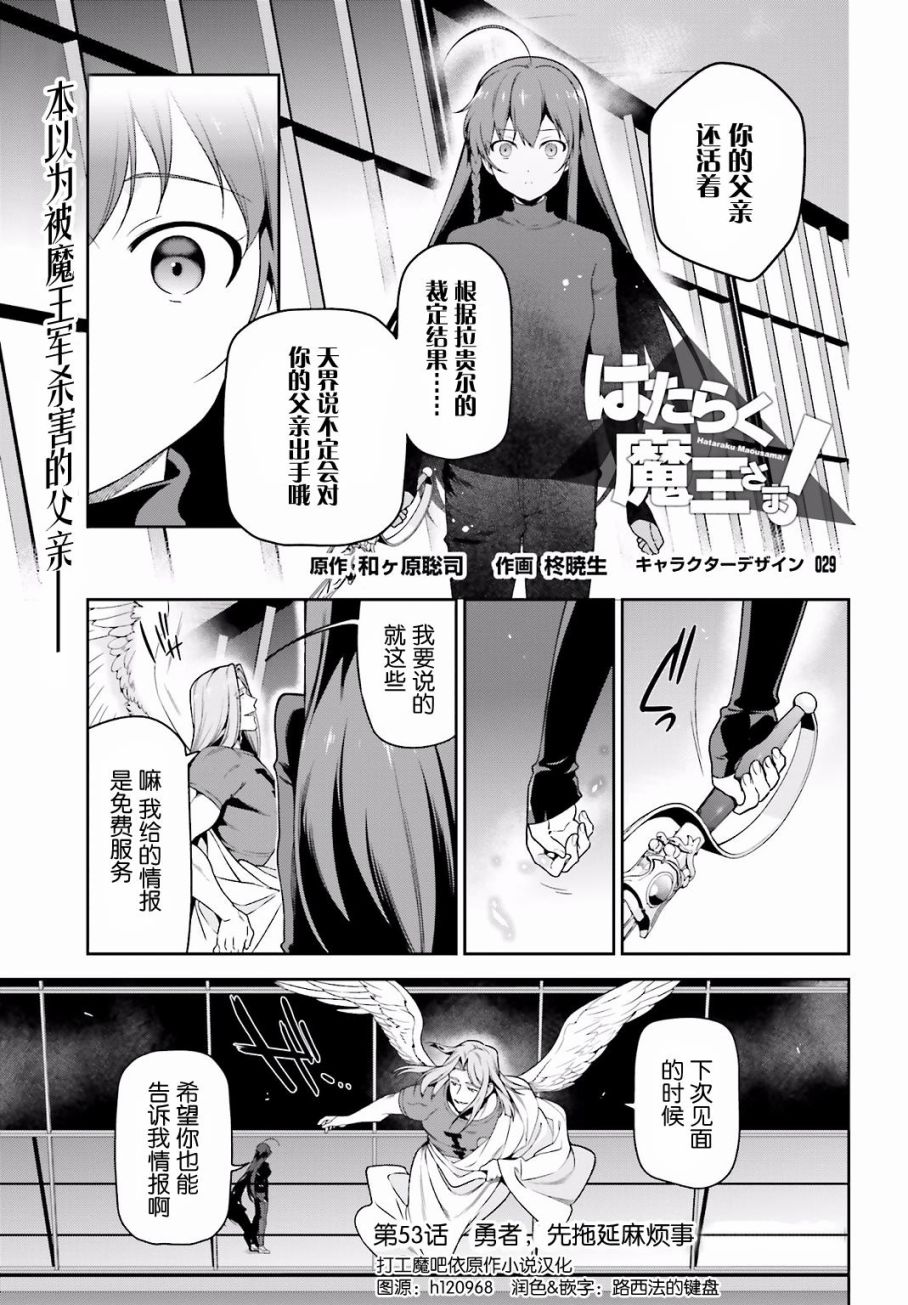 你的父亲
还活着
根据拉贵尔的
裁定结果……
天界说不定会对
你的父亲出手哦
本以为被魔王军杀害的父亲——
はたらく
魔王さま!
Hataraku Maousama!
原作 和ヶ原聡司 作画 柊暁生 キャラクターデザイン 029
我要说的
就这些
嘛 我给的情报
是免费服务
下次见面
的时候
希望你也能
告诉我情报啊
第53话 勇者，先拖延麻烦事
打工魔吧依原作小说汉化
图源：h120968 润色&嵌字：路西法的键盘